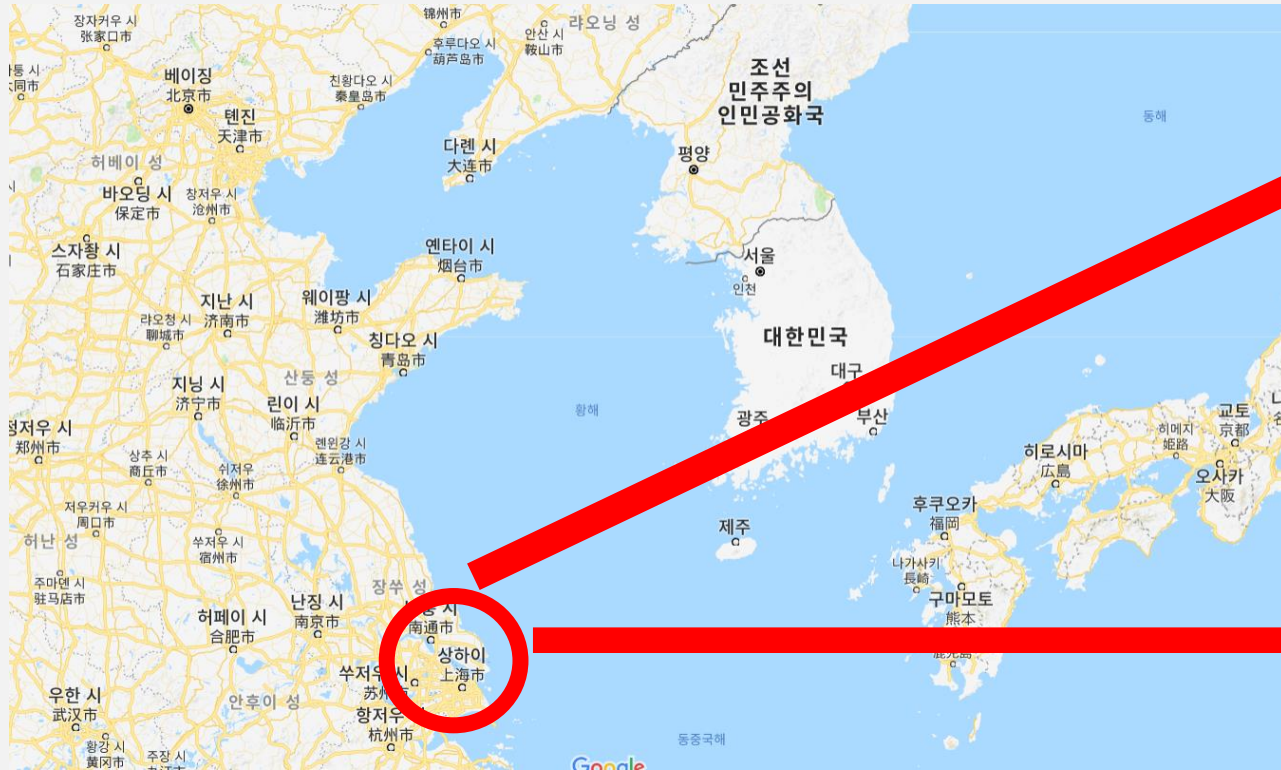 장자커우 시
张家口市
锦州市
후루다오 시
葫芦岛市
안산 시
鞍山市
랴오닝 성
베이징
北京市
친황다오 시
秦皇岛市
톈진
天津市
다롄 시
大连市
조선
민주주의
인민공화국
동해
평양
허베이 성
바오딩 시
保定市
창저우 시
沧州市
스자좡 시
石家庄市
옌타이 시
烟台市
서울
인천
지난 시
济南市
웨이팡 시
潍坊市
랴오청 시
聊城市
칭다오 시
青岛市
대한민국
대구
지닝 시
济宁市
산둥 성
린이 시
临沂市
황해
광주
부산
정저우 시
郑州市
상추 시
商丘市
쉬저우
徐州市
롄윈강 시
连云港市
히로시마
広島
히메지
姫路
교토
京都
오사카
大阪
저우커우 시
周口市
허난 성
쑤저우 시
宿州市
제주
후쿠오카
福岡
나가사키
長崎
구마모토
熊本
주마뎬 시
驻马店市
장쑤 성
허페이 시
合肥市
난징 시
南京市
南通市
상하이
上海市
쑤저우 시
苏州市
안후이 성
항저우
杭州市
우한 시
武汉市
황강 시
黄冈市
주장 시
동중국해
Google